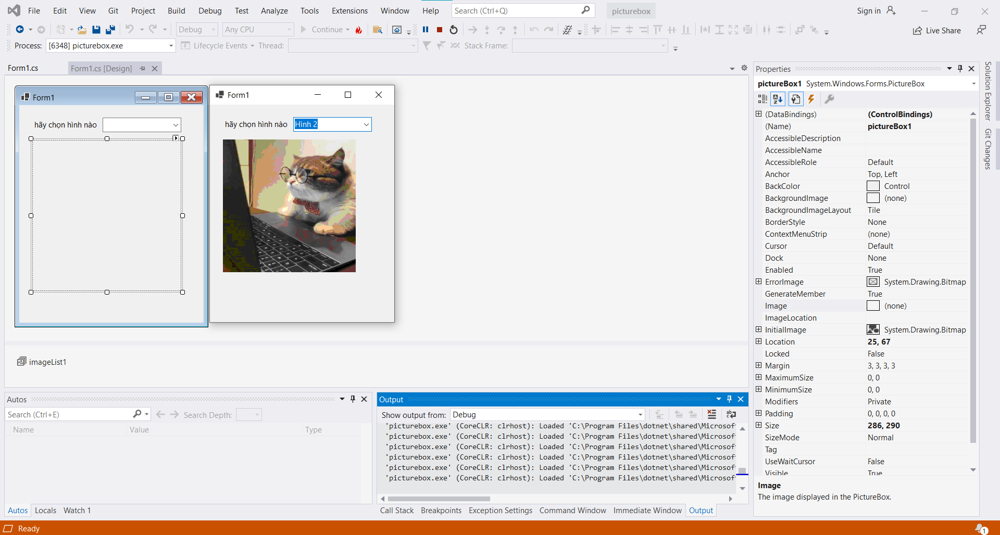 File Edit View Git Project Build Debug Test Analyze Tools Extensions Window Help Search (Ctrl+Q) picturebox Sign in
Debug Any CPU Continue Live Share
Process: [6348] picturebox.exe Lifecycle Events Thread: Stack Frame:
Form1.cs Form1.cs [Design]
Form1
hãy chọn hình nào
Form1
hãy chọn hình nào Hình 2
imageList1
Autos
Search (Ctrl+E) Search Depth:
Name Value Type
Autos Locals Watch 1
Output
Show output from: Debug
'picturebox.exe' (CoreCLR: clrhost): Loaded 'C:\Program Files\dotnet\shared\Microsof
'picturebox.exe' (CoreCLR: clrhost): Loaded 'C:\Program Files\dotnet\shared\Microsof
'picturebox.exe' (CoreCLR: clrhost): Loaded 'C:\Program Files\dotnet\shared\Microsof
'picturebox.exe' (CoreCLR: clrhost): Loaded 'C:\Program Files\dotnet\shared\Microsof
'picturebox.exe' (CoreCLR: clrhost): Loaded 'C:\Program Files\dotnet\shared\Microsof
'picturebox.exe' (CoreCLR: clrhost): Loaded 'C:\Program Files\dotnet\shared\Microsof
Call Stack Breakpoints Exception Settings Command Window Immediate Window Output
Properties
pictureBox1 System.Windows.Forms.PictureBox
(DataBindings) (ControlBindings)
(Name) pictureBox1
AccessibleDescription
AccessibleName
AccessibleRole Default
Anchor Top, Left
BackColor Control
BackgroundImage (none)
BackgroundImageLayout Tile
BorderStyle None
ContextMenuStrip (none)
Cursor Default
Dock None
Enabled True
ErrorImage System.Drawing.Bitmap
GenerateMember True
Image (none)
ImageLocation
InitialImage System.Drawing.Bitmap
Location 25, 67
Locked False
Margin 3, 3, 3, 3
MaximumSize 0, 0
MinimumSize 0, 0
Modifiers Private
Padding 0, 0, 0, 0
Size 286, 290
SizeMode Normal
Tag
UseWaitCursor False
Visible True
Image
The image displayed in the PictureBox.
Solution Explorer
Git Changes
Ready 1